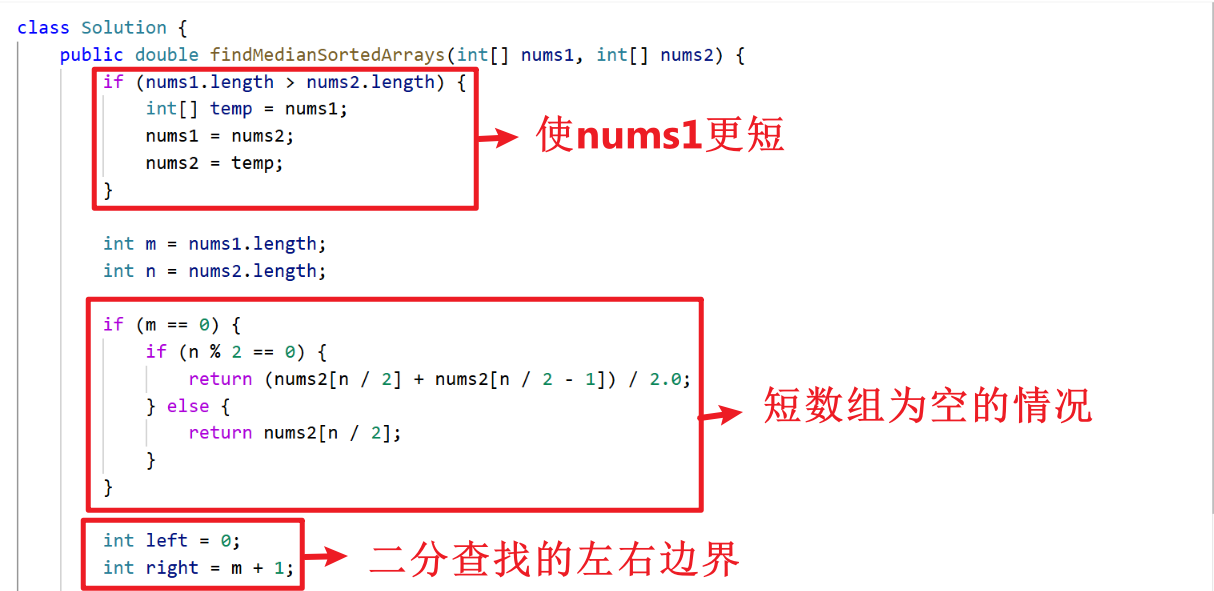 class Solution {
public double findMedianSortedArrays(int[] nums1, int[] nums2) {
if (nums1.length > nums2.length) {
int[] temp = nums1;
nums1 = nums2;
nums2 = temp;
}
使nums1更短
int m = nums1.length;
int n = nums2.length;
if (m == 0) {
if (n % 2 == 0) {
return (nums2[n / 2] + nums2[n / 2 - 1]) / 2.0;
} else {
return nums2[n / 2];
}
}
短数组为空的情况
int left = 0;
int right = m + 1;
二分查找的左右边界